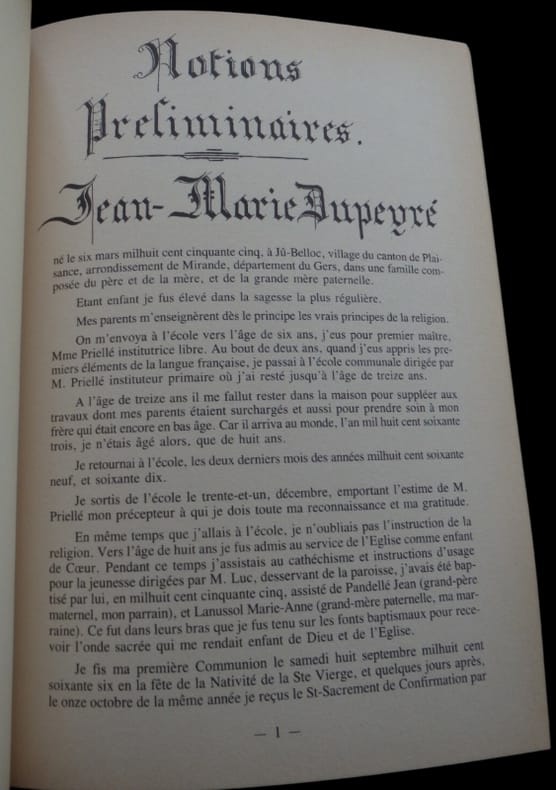 Notions
Preliminaires.
Jean-Marie Dupeyré
né le six mars milhuit cent cinquante cinq, à Jû-Belloc, village du canton de Plai-
sance, arrondissement de Mirande, département du Gers, dans une famille com-
posée du père et de la mère, et de la grande mère paternelle.
Etant enfant je fus élevé dans la sagesse la plus régulière.
Mes parents m'enseignèrent dès le principe les vrais principes de la religion.
On m'envoya à l'école vers l'âge de six ans, j'eus pour premier maître,
Mme Priellé institutrice libre. Au bout de deux ans, quand j'eus appris les pre-
miers éléments de la langue française, je passai à l'école communale dirigée par
M. Priellé instituteur primaire où j'ai resté jusqu'à l'âge de treize ans.
A l'âge de treize ans il me fallut rester dans la maison pour suppléer aux
travaux dont mes parents étaient surchargés et aussi pour prendre soin à mon
frère qui était encore en bas âge. Car il arriva au monde, l'an mil huit cent soixante
trois, je n'étais âgé alors, que de huit ans.
Je retournai à l'école, les deux derniers mois des années milhuit cent soixante
neuf, et soixante dix.
Je sortis de l'école le trente-et-un, décembre, emportant l'estime de M.
Priellé mon précepteur à qui je dois toute ma reconnaissance et ma gratitude.
En même temps que j'allais à l'école, je n'oubliais pas l'instruction de la
religion. Vers l'âge de huit ans je fus admis au service de l'Eglise comme enfant
de Cœur. Pendant ce temps j'assistais au cathéchisme et instructions d'usage
pour la jeunesse dirigées par M. Luc, desservant de la paroisse, j'avais été bap-
tisé par lui, en milhuit cent cinquante cinq, assisté de Pandellé Jean (grand-père
maternel, mon parrain), et Lanussol Marie-Anne (grand-mère paternelle, ma mar-
raine). Ce fut dans leurs bras que je fus tenu sur les fonts baptismaux pour rece-
voir l'onde sacrée qui me rendait enfant de Dieu et de l'Eglise.
Je fis ma première Communion le samedi huit septembre milhuit cent
soixante six en la fête de la Nativité de la Ste Vierge, et quelques jours après,
le onze octobre de la même année je reçus le St-Sacrement de Confirmation par
— 1 —